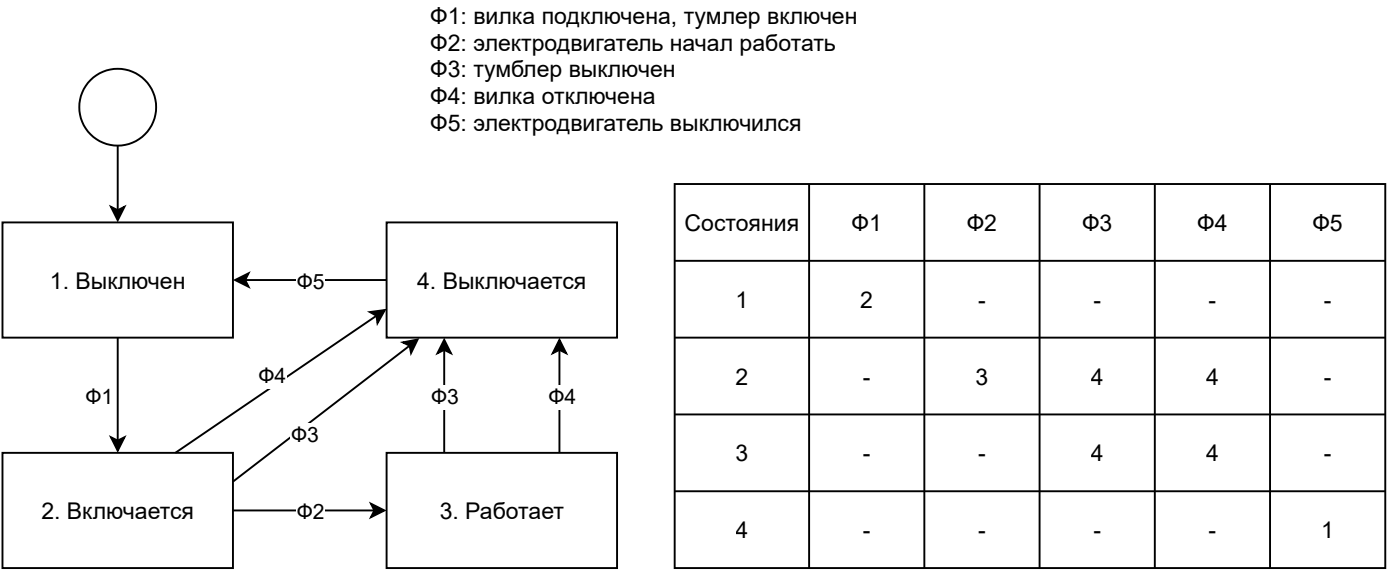 Ф1: вилка подключена, тумлер включен
Ф2: электродвигатель начал работать
Ф3: тумблер выключен
Ф4: вилка отключена
Ф5: электродвигатель выключился
1. Выключен
Ф5
4. Выключается
Ф4
Ф1
Ф3
Ф3
Ф4
2. Включается
Ф2
3. Работает
Состояния Ф1 Ф2 Ф3 Ф4 Ф5
1 2 - - - -
2 - 3 4 4 -
3 - - 4 4 -
4 - - - - 1